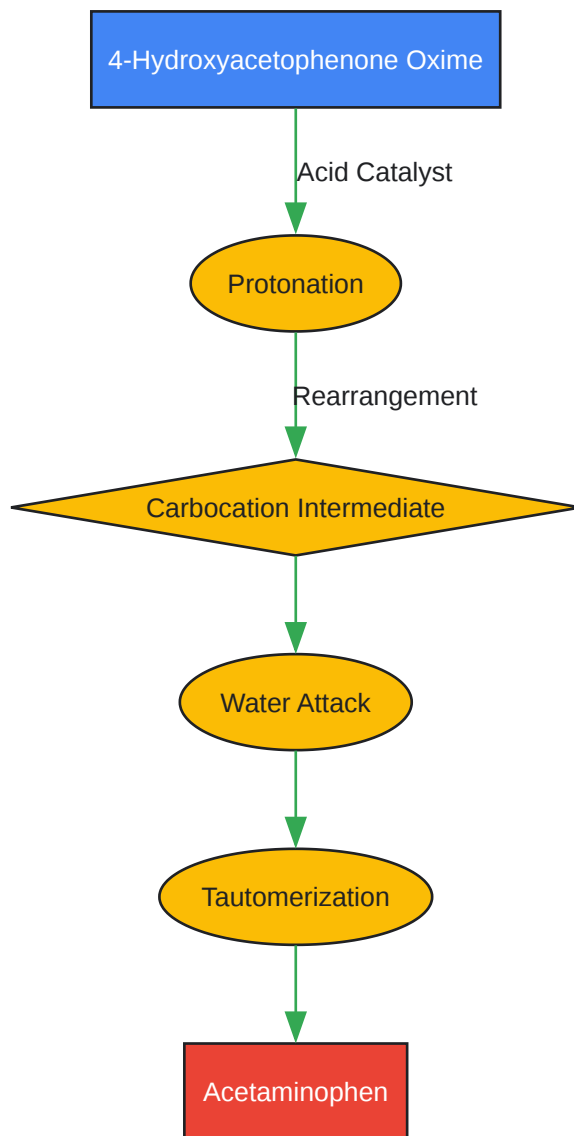 4-Hydroxyacetophenone Oxime
Acid Catalyst
Protonation
Rearrangement
Carbocation Intermediate
Water Attack
Tautomerization
Acetaminophen